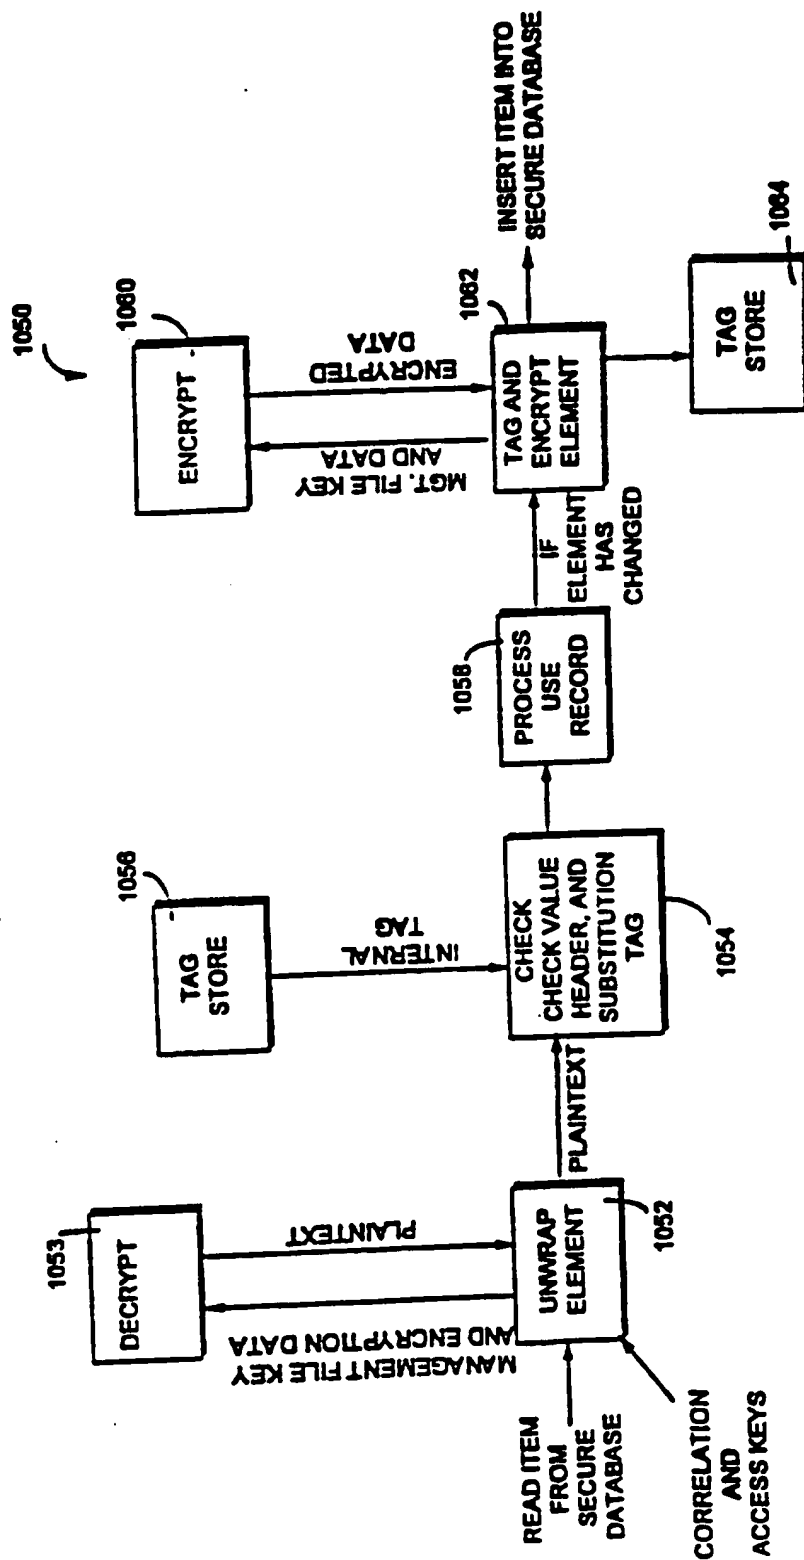 1050
1053
DECRYPT
MANAGEMENT FILE KEY
AND ENCRYPTION DATA
PLAINTEXT
READ ITEM
FROM
SECURE
DATABASE
CORRELATION
AND
ACCESS KEYS
UNWRAP
ELEMENT
1052
PLAINTEXT
1056
TAG
STORE
INTERNAL
TAG
CHECK
CHECK VALUE
HEADER, AND
SUBSTITUTION
TAG
1054
1058
PROCESS
USE
RECORD
IF
ELEMENT
HAS
CHANGED
1060
ENCRYPT
MGT. FILE KEY
AND DATA
ENCRYPTED
DATA
1062
TAG AND
ENCRYPT
ELEMENT
INSERT ITEM INTO
SECURE DATABASE
TAG
STORE
1064